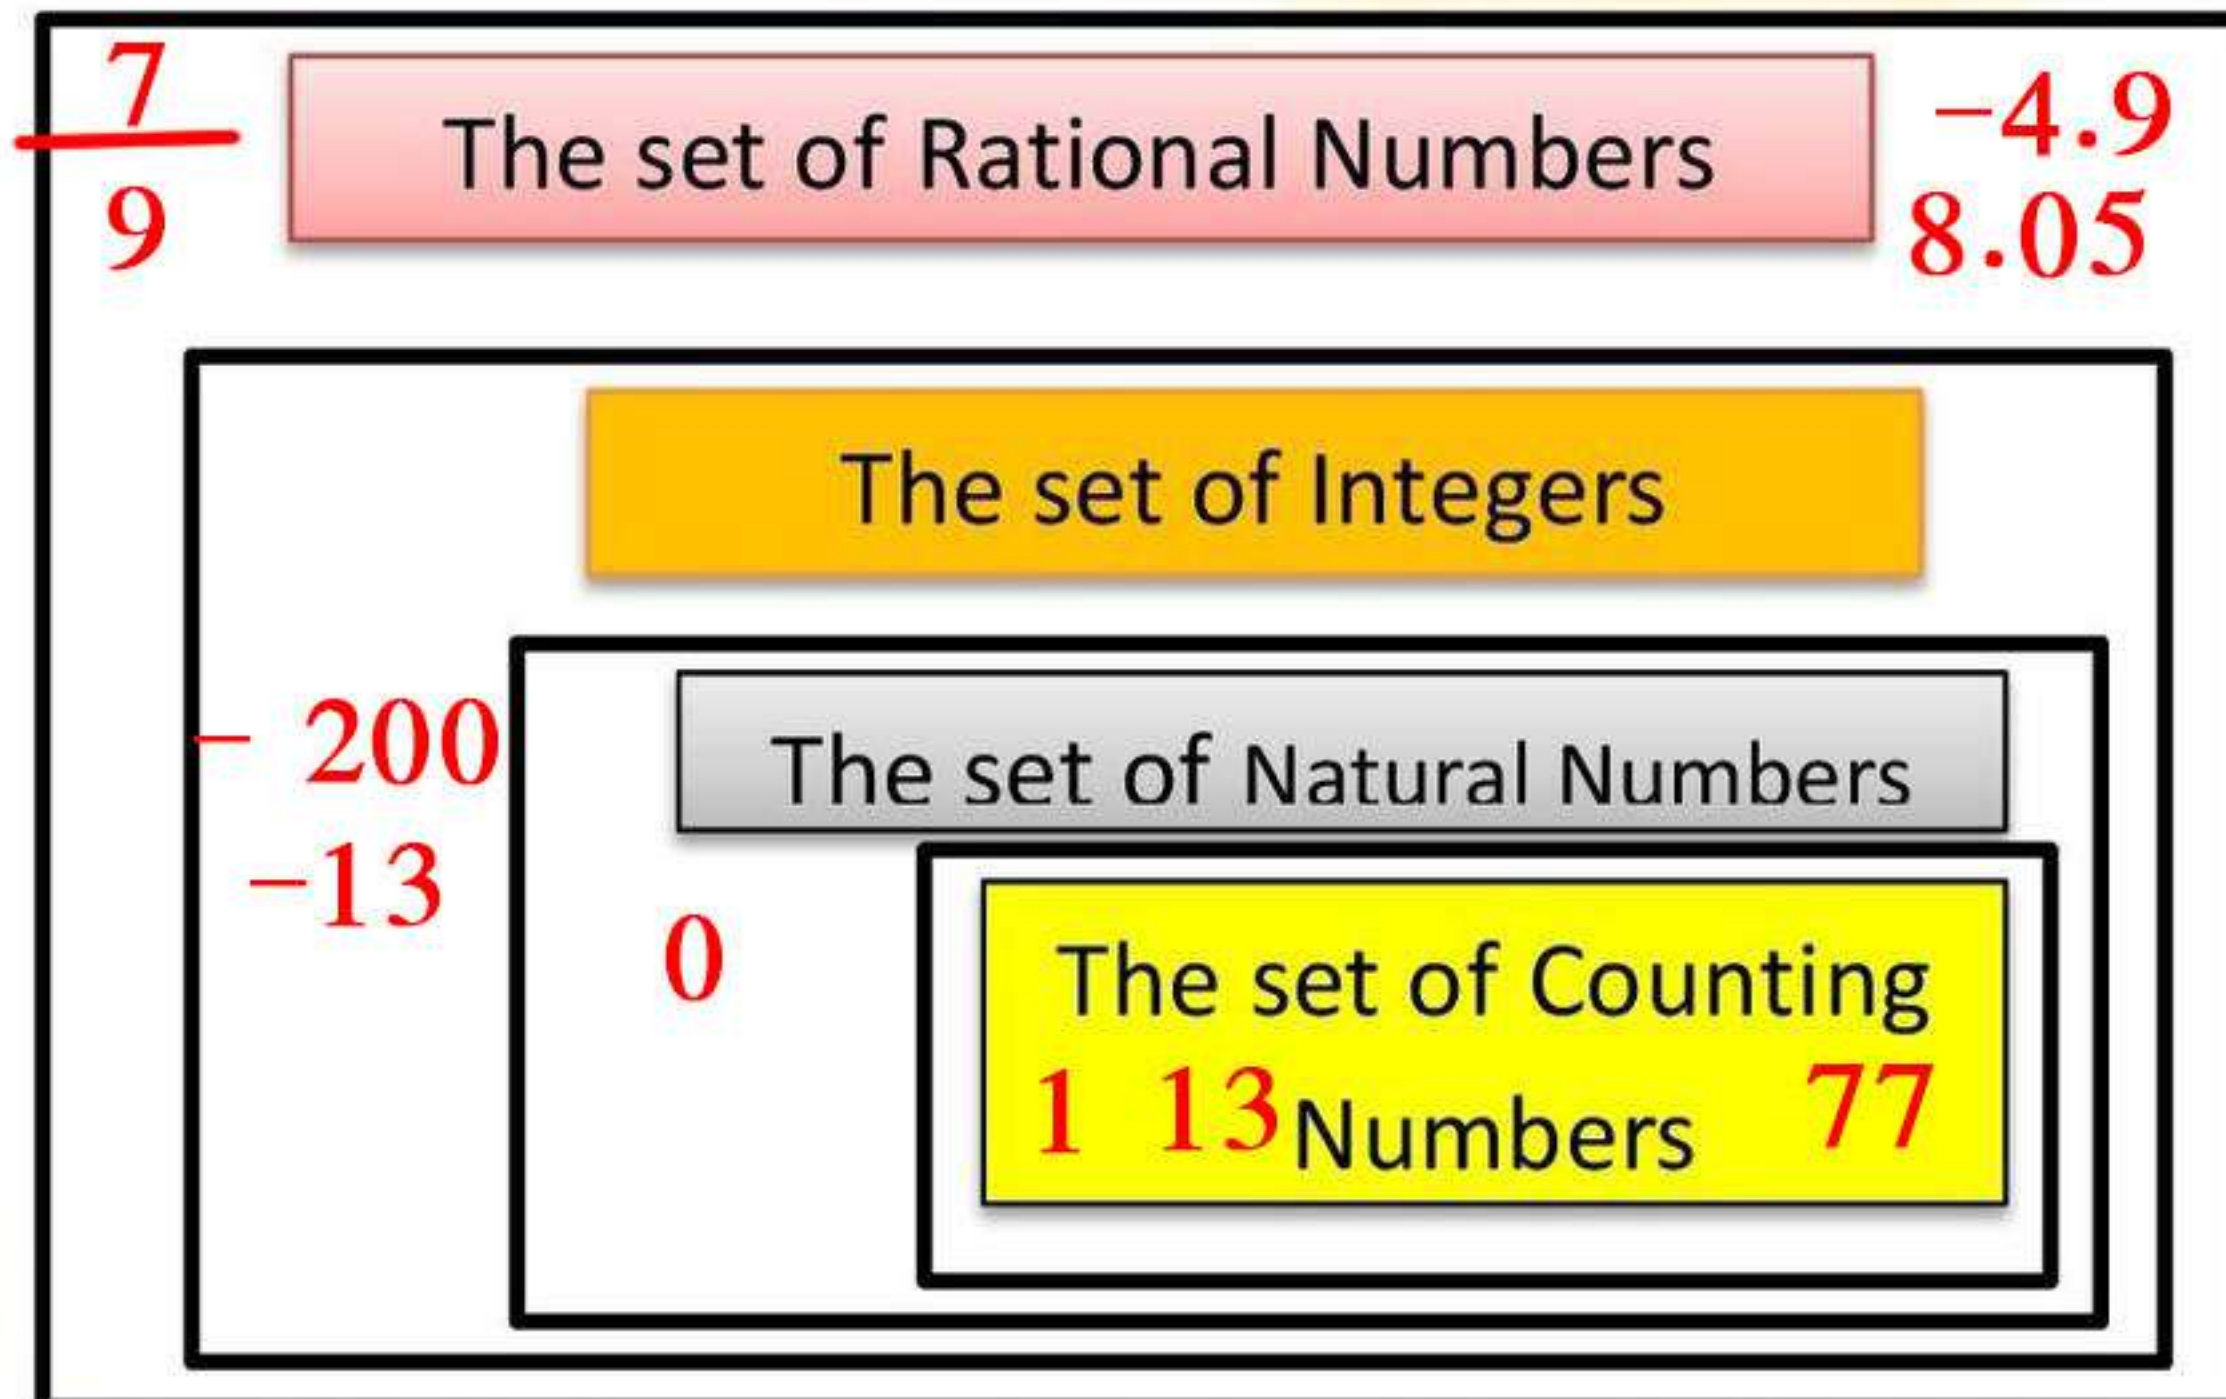 7
9
The set of Rational Numbers
−4.9
8.05
The set of Integers
− 200
−13
The set of Natural Numbers
0
The set of Counting
1 13 Numbers 77